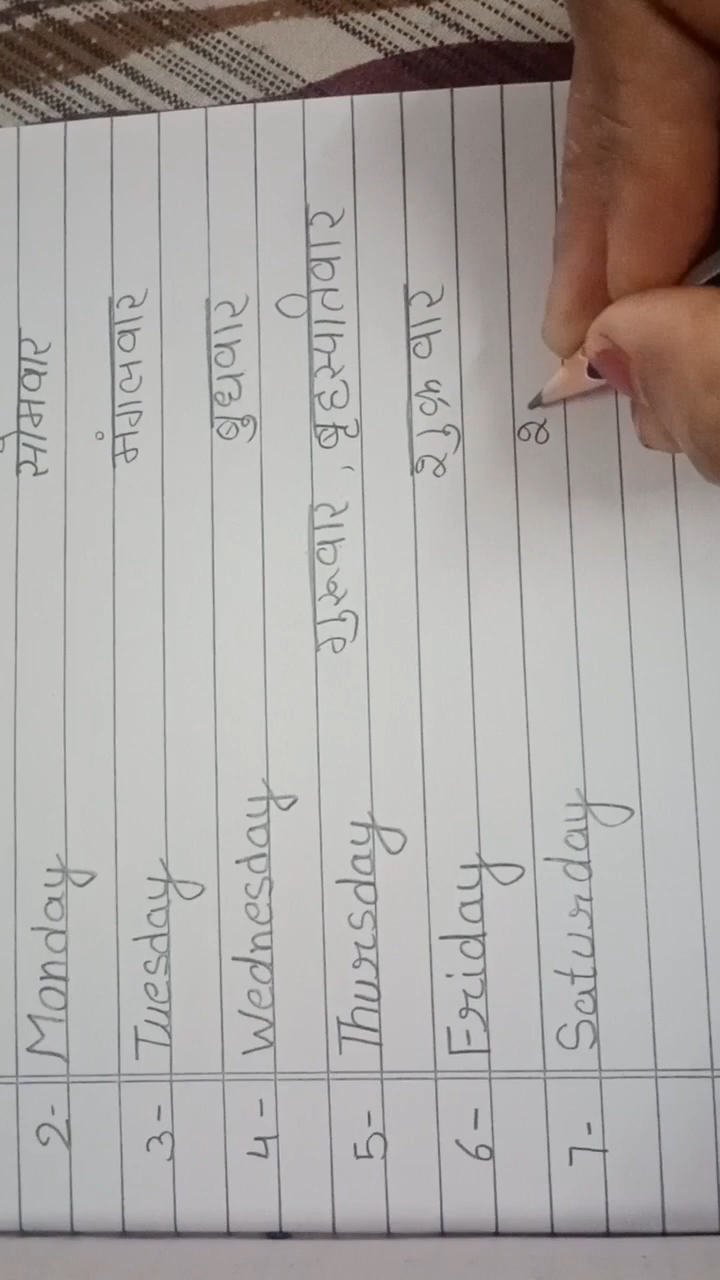 2- Monday सोमवार
3- Tuesday मंगलवार
4- Wednesday बुधवार
5- Thursday गुरूवार, बृहस्पतिवार
6- Friday शुक्रवार
7- Saturday